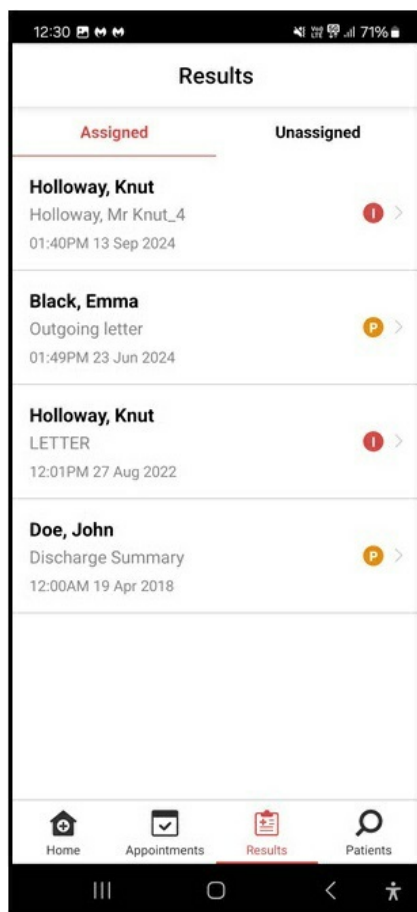 12:30 71%
Results
Assigned Unassigned
Holloway, Knut
Holloway, Mr Knut_4
I
01:40PM 13 Sep 2024
Black, Emma
Outgoing letter
P
01:49PM 23 Jun 2024
Holloway, Knut
LETTER
I
12:01PM 27 Aug 2022
Doe, John
Discharge Summary
P
12:00AM 19 Apr 2018
Home Appointments Results Patients